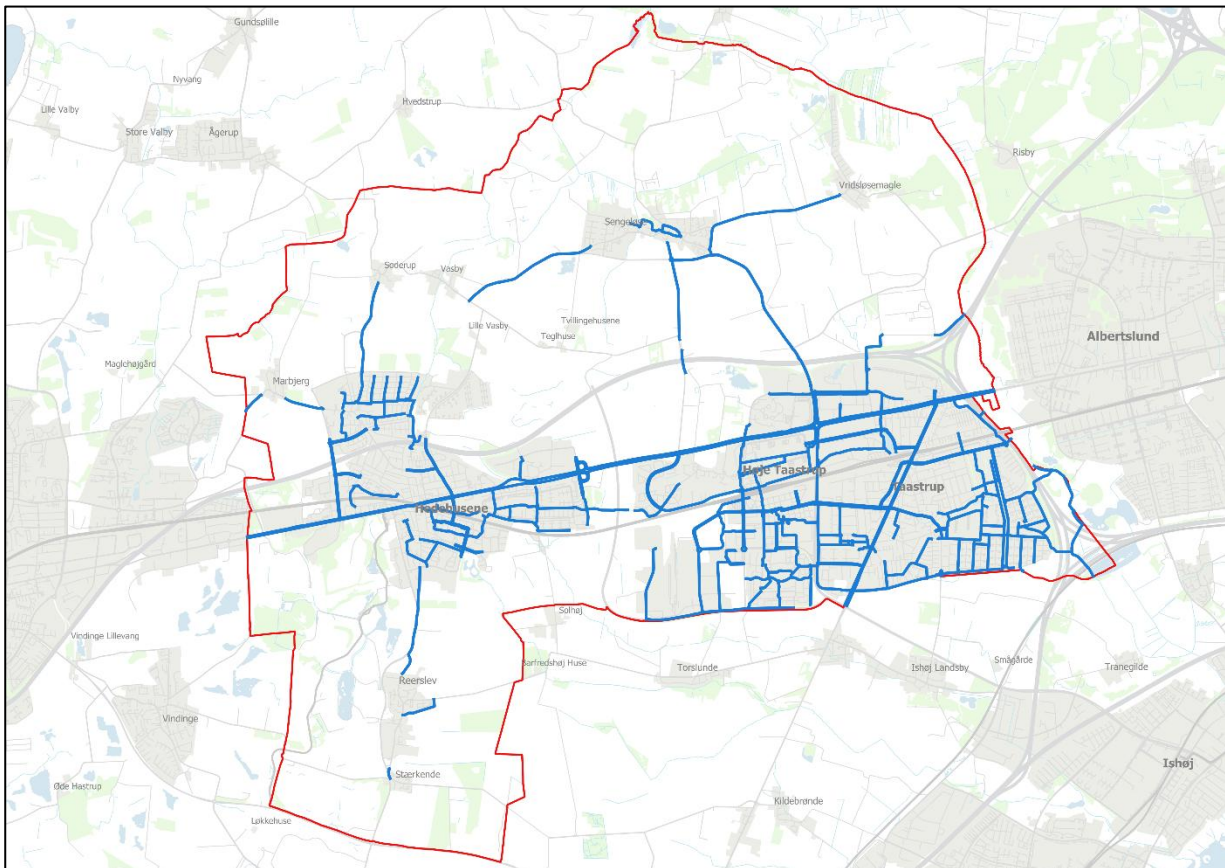 Gundsølille
Nyvang
Hvedstrup
Lille Valby
Store Valby
Ågerup
Risby
Vridsløsemagle
Sengeløse
Soderup
Vasby
Tvillingehusene
Lille Vasby
Teglhuse
Albertslund
Maglehøjgård
Marbjerg
Høje Taastrup
Taastrup
Hedehusene
Solhøj
Vindinge Lillevang
Barfredshøj Huse
Torslunde
Ishøj Landsby
Smågårde
Tranegilde
Reerslev
Vindinge
Stærkende
Ishøj
Øde Hastrup
Kildebrønde
Løkkehuse